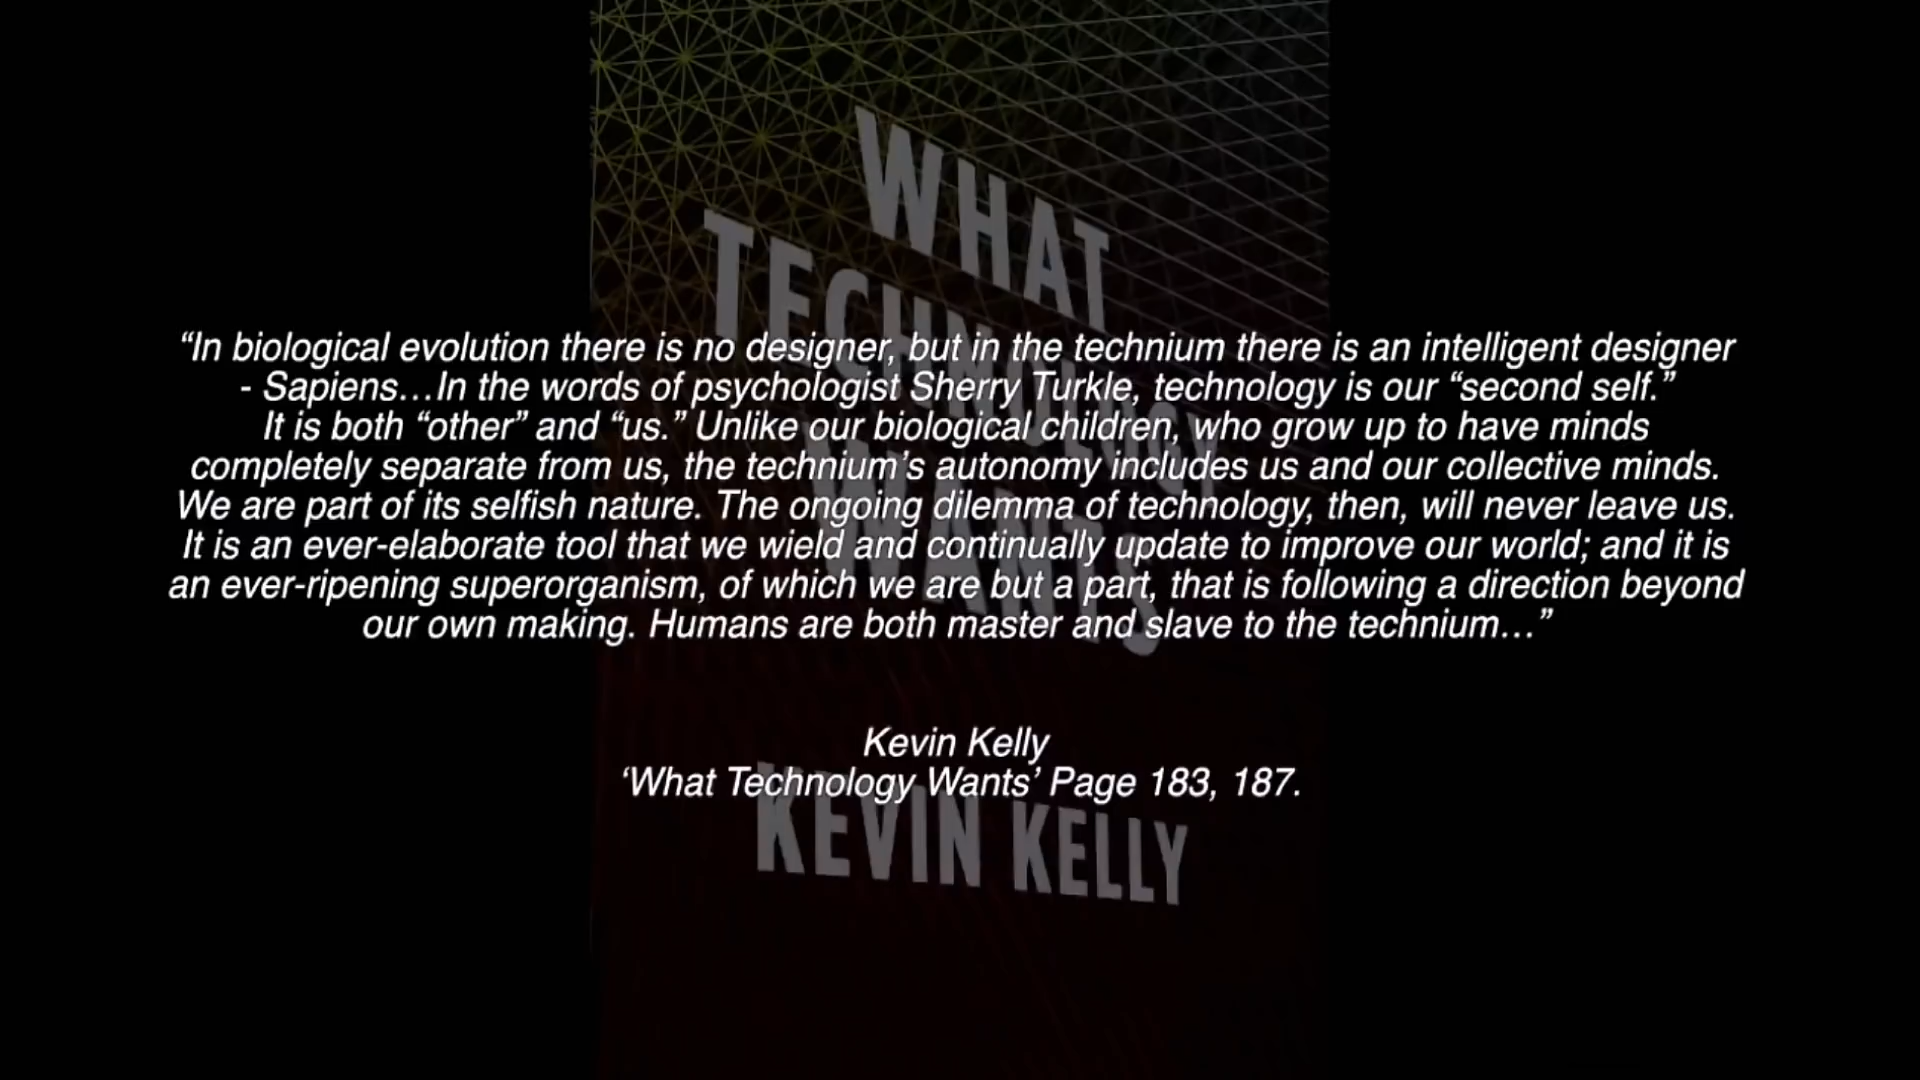 WHAT
TECHNOLOGY
WANTS
“In biological evolution there is no designer, but in the technium there is an intelligent designer
- Sapiens…In the words of psychologist Sherry Turkle, technology is our “second self.”
It is both “other” and “us.” Unlike our biological children, who grow up to have minds
completely separate from us, the technium’s autonomy includes us and our collective minds.
We are part of its selfish nature. The ongoing dilemma of technology, then, will never leave us.
It is an ever-elaborate tool that we wield and continually update to improve our world; and it is
an ever-ripening superorganism, of which we are but a part, that is following a direction beyond
our own making. Humans are both master and slave to the technium…”
Kevin Kelly
‘What Technology Wants’ Page 183, 187.
KEVIN KELLY